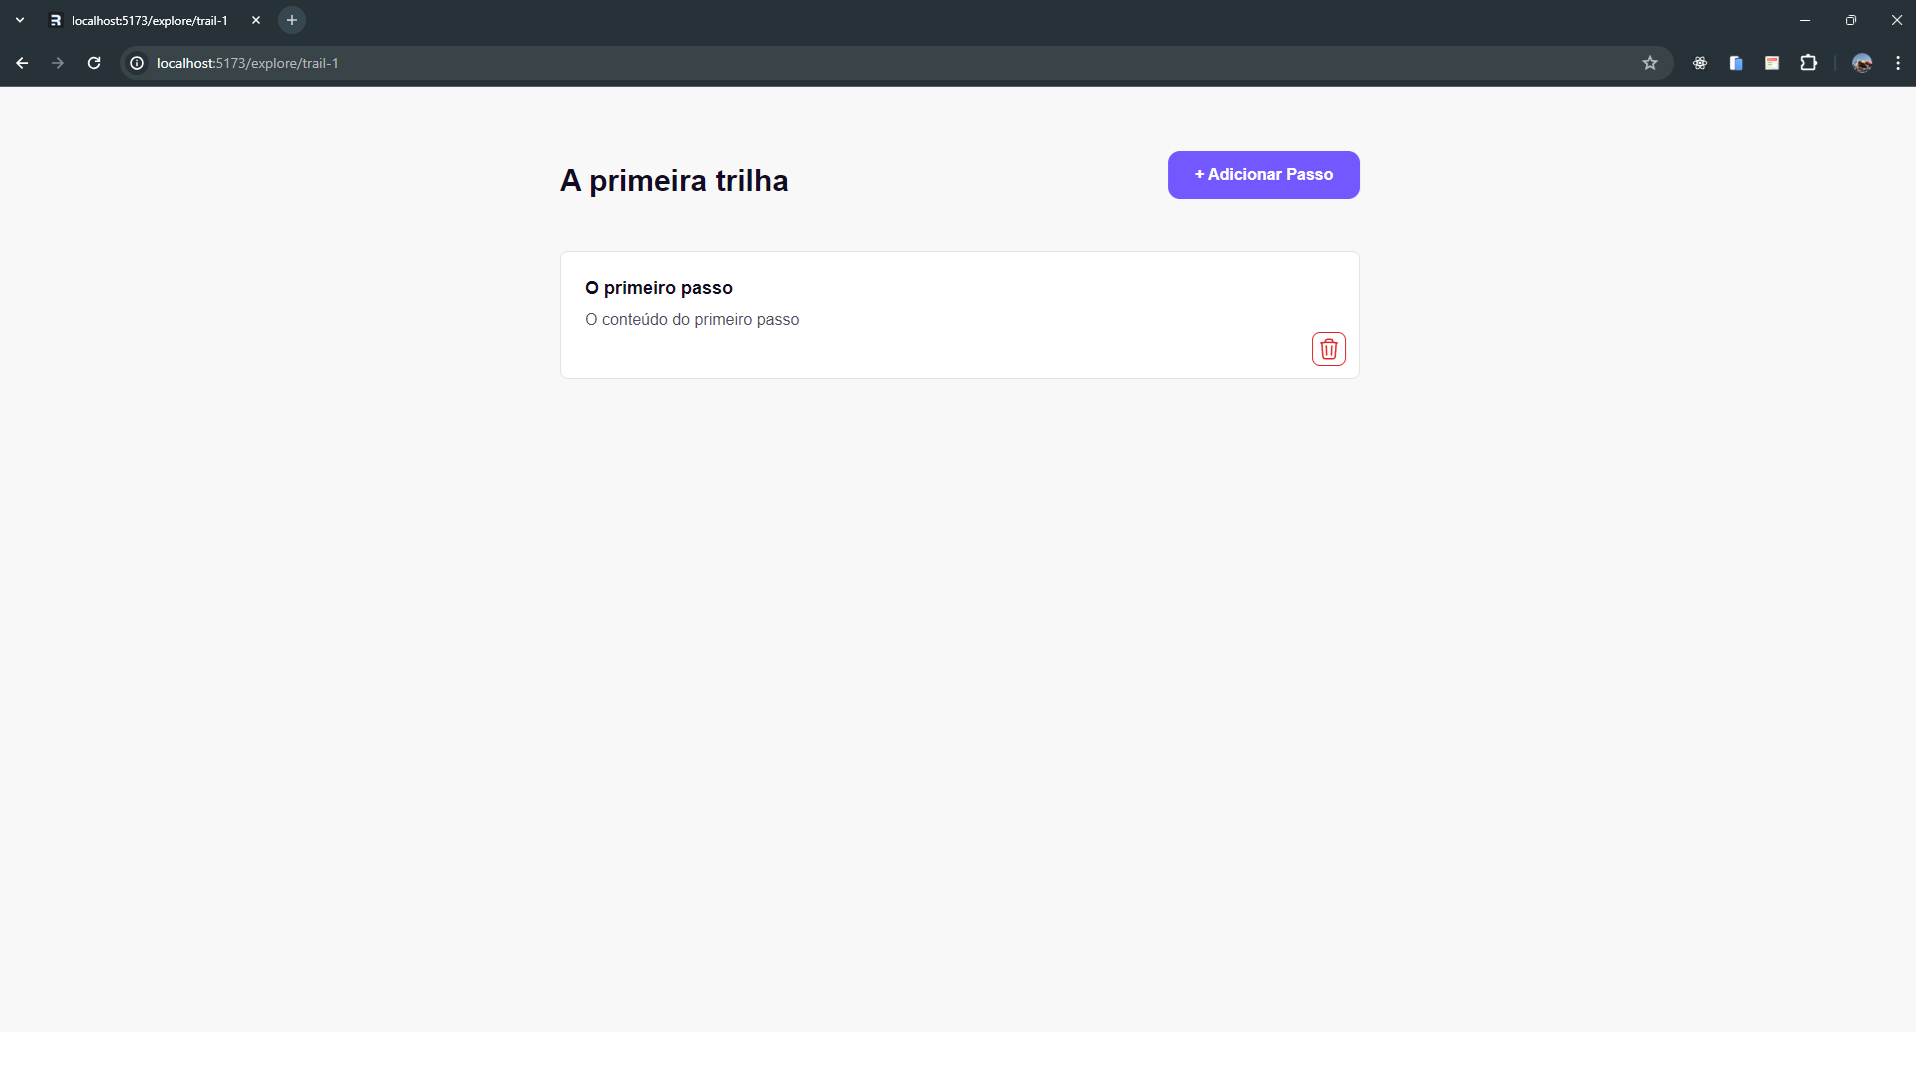 localhost:5173/explore/trail-1
localhost:5173/explore/trail-1
A primeira trilha
+ Adicionar Passo
O primeiro passo
O conteúdo do primeiro passo